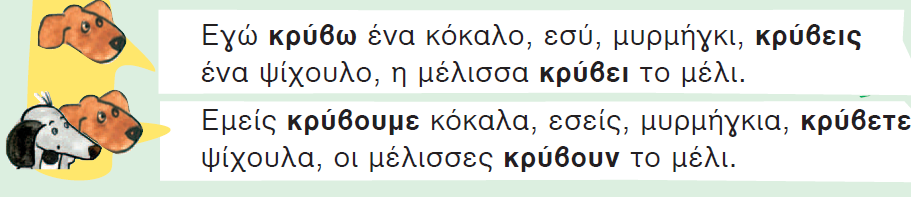 Εγώ κρύβω ένα κόκαλο, εσύ, μυρμήγκι, κρύβεις
ένα ψίχουλο, η μέλισσα κρύβει το μέλι.
Εμείς κρύβουμε κόκαλα, εσείς, μυρμήγκια, κρύβετε
ψίχουλα, οι μέλισσες κρύβουν το μέλι.